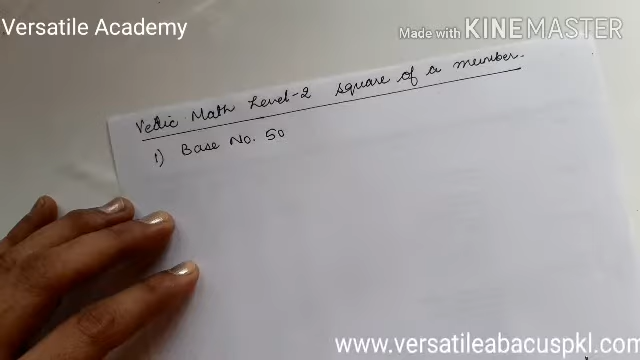 Versatile Academy
Made with KINEMASTER
Vedic Math Level-2 square of a number.
1) Base No. 50
www.versatileabacuspkl.com